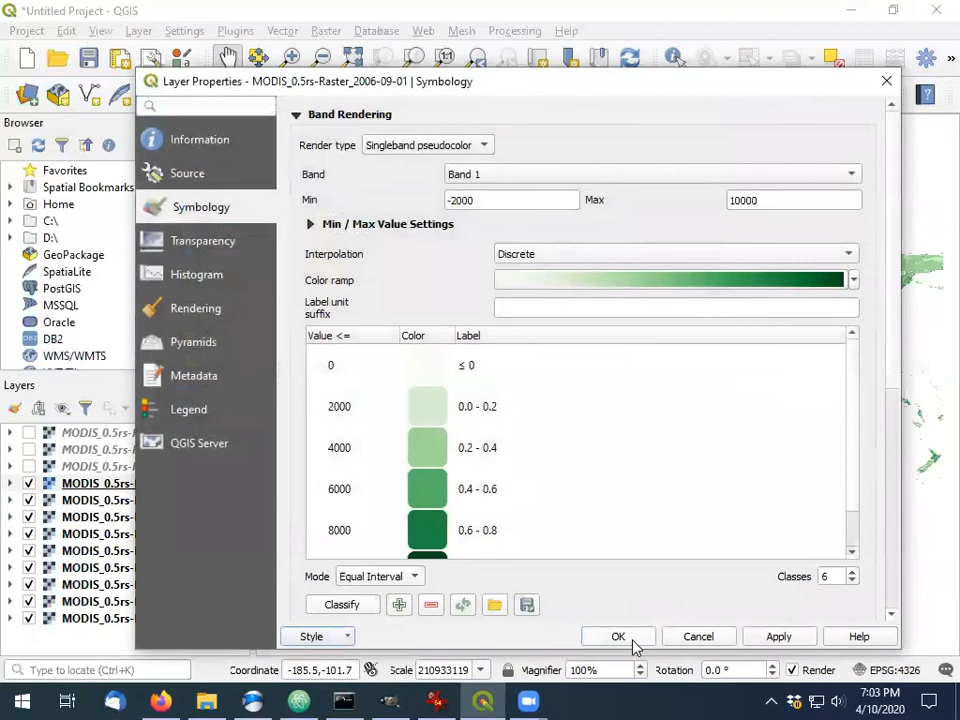 *Untitled Project - QGIS
Project Edit View Layer Settings Plugins Vector Raster Database Web Mesh Processing Help
Layer Properties - MODIS_0.5rs-Raster_2006-09-01 | Symbology
Browser
Favorites
Spatial Bookmarks
Home
C:\
D:\
GeoPackage
SpatiaLite
PostGIS
MSSQL
Oracle
DB2
WMS/WMTS
Layers
MODIS_0.5rs-
MODIS_0.5rs-
MODIS_0.5rs-
MODIS_0.5rs-
MODIS_0.5rs-
MODIS_0.5rs-
MODIS_0.5rs-
MODIS_0.5rs-
MODIS_0.5rs-
MODIS_0.5rs-
MODIS_0.5rs-
MODIS_0.5rs-
Information
Source
Symbology
Transparency
Histogram
Rendering
Pyramids
Metadata
Legend
QGIS Server
Band Rendering
Render type Singleband pseudocolor
Band Band 1
Min -2000 Max 10000
Min / Max Value Settings
Interpolation Discrete
Color ramp
Label unit
suffix
Value <= Color Label
0 ≤ 0
2000 0.0 - 0.2
4000 0.2 - 0.4
6000 0.4 - 0.6
8000 0.6 - 0.8
Mode Equal Interval Classes 6
Classify
Style OK Cancel Apply Help
Type to locate (Ctrl+K) Coordinate -185.5,-101.7 Scale 210933119 Magnifier 100% Rotation 0.0 ° Render EPSG:4326
7:03 PM
4/10/2020